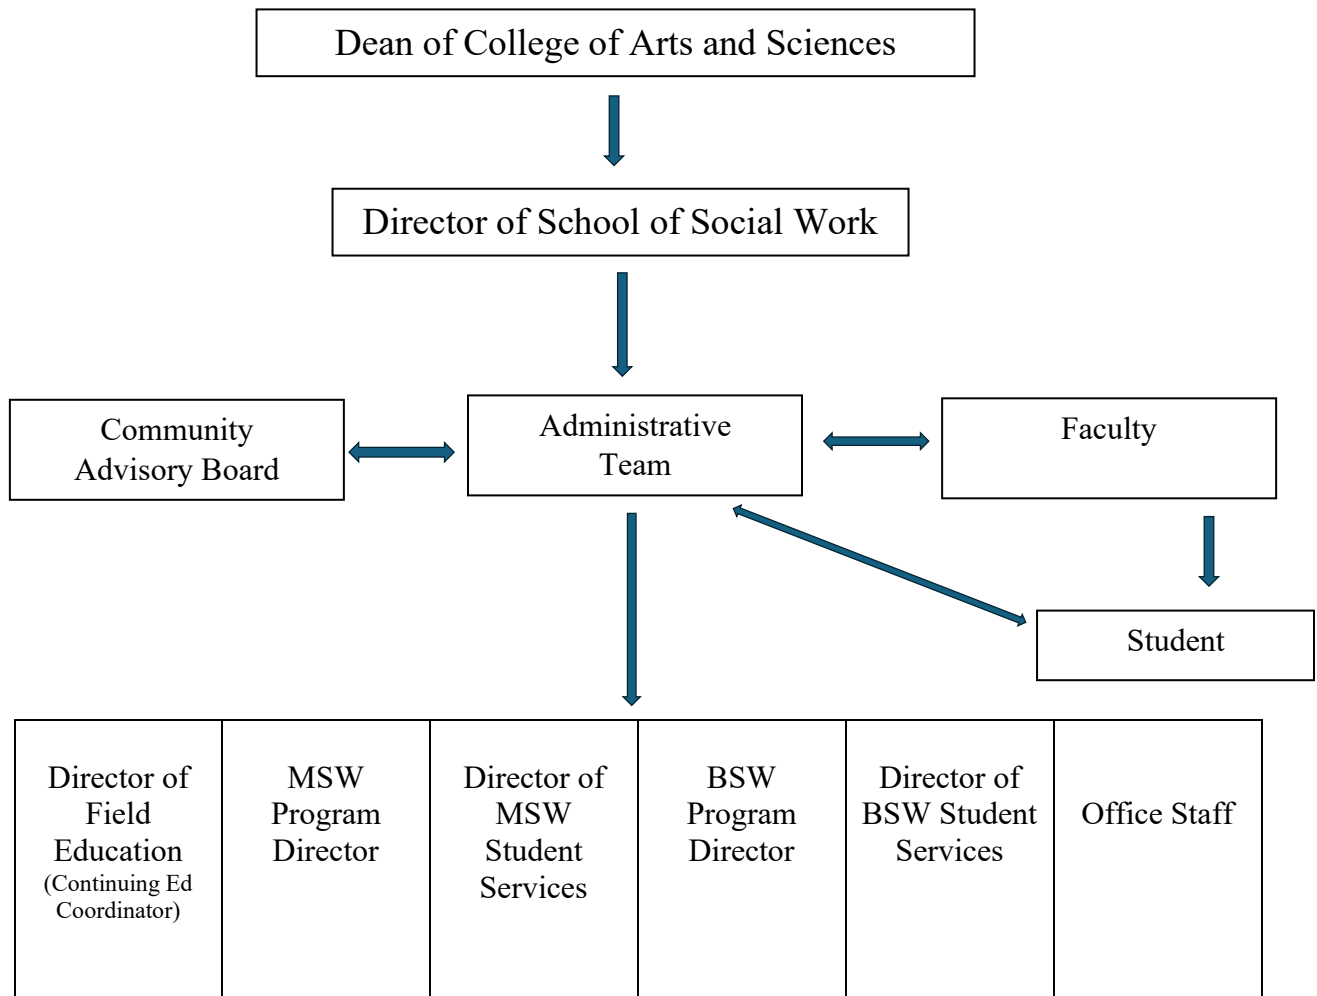 Dean of College of Arts and Sciences
Director of School of Social Work
Community
Advisory Board
Administrative
Team
Faculty
Student
Director of
Field
Education
(Continuing Ed
Coordinator)
MSW
Program
Director
Director of
MSW
Student
Services
BSW
Program
Director
Director of
BSW Student
Services
Office Staff